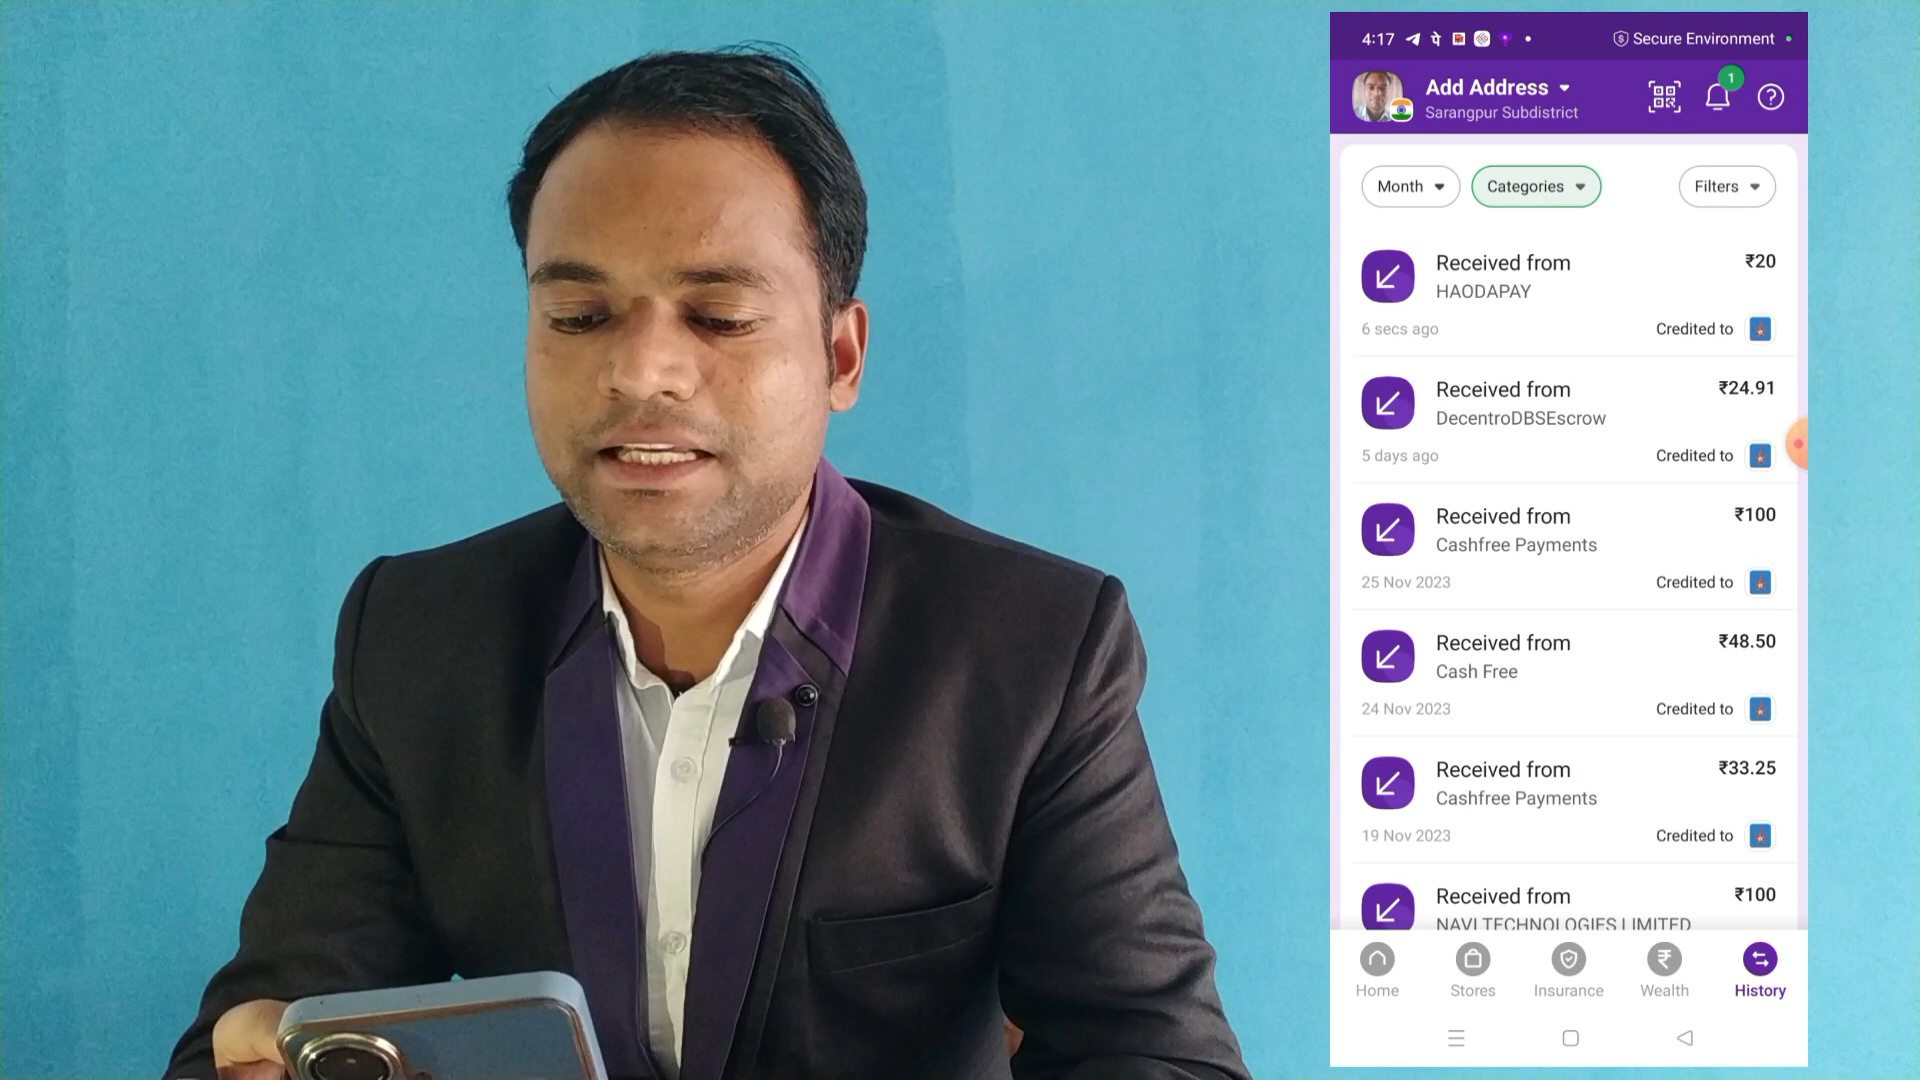 4:17
Secure Environment
Add Address
Sarangpur Subdistrict
1
Month
Categories
Filters
Received from
₹20
HAODAPAY
6 secs ago
Credited to
Received from
₹24.91
DecentroDBSEscrow
5 days ago
Credited to
Received from
₹100
Cashfree Payments
25 Nov 2023
Credited to
Received from
₹48.50
Cash Free
24 Nov 2023
Credited to
Received from
₹33.25
Cashfree Payments
19 Nov 2023
Credited to
Received from
₹100
NAVI TECHNOLOGIES LIMITED
Home
Stores
Insurance
Wealth
History